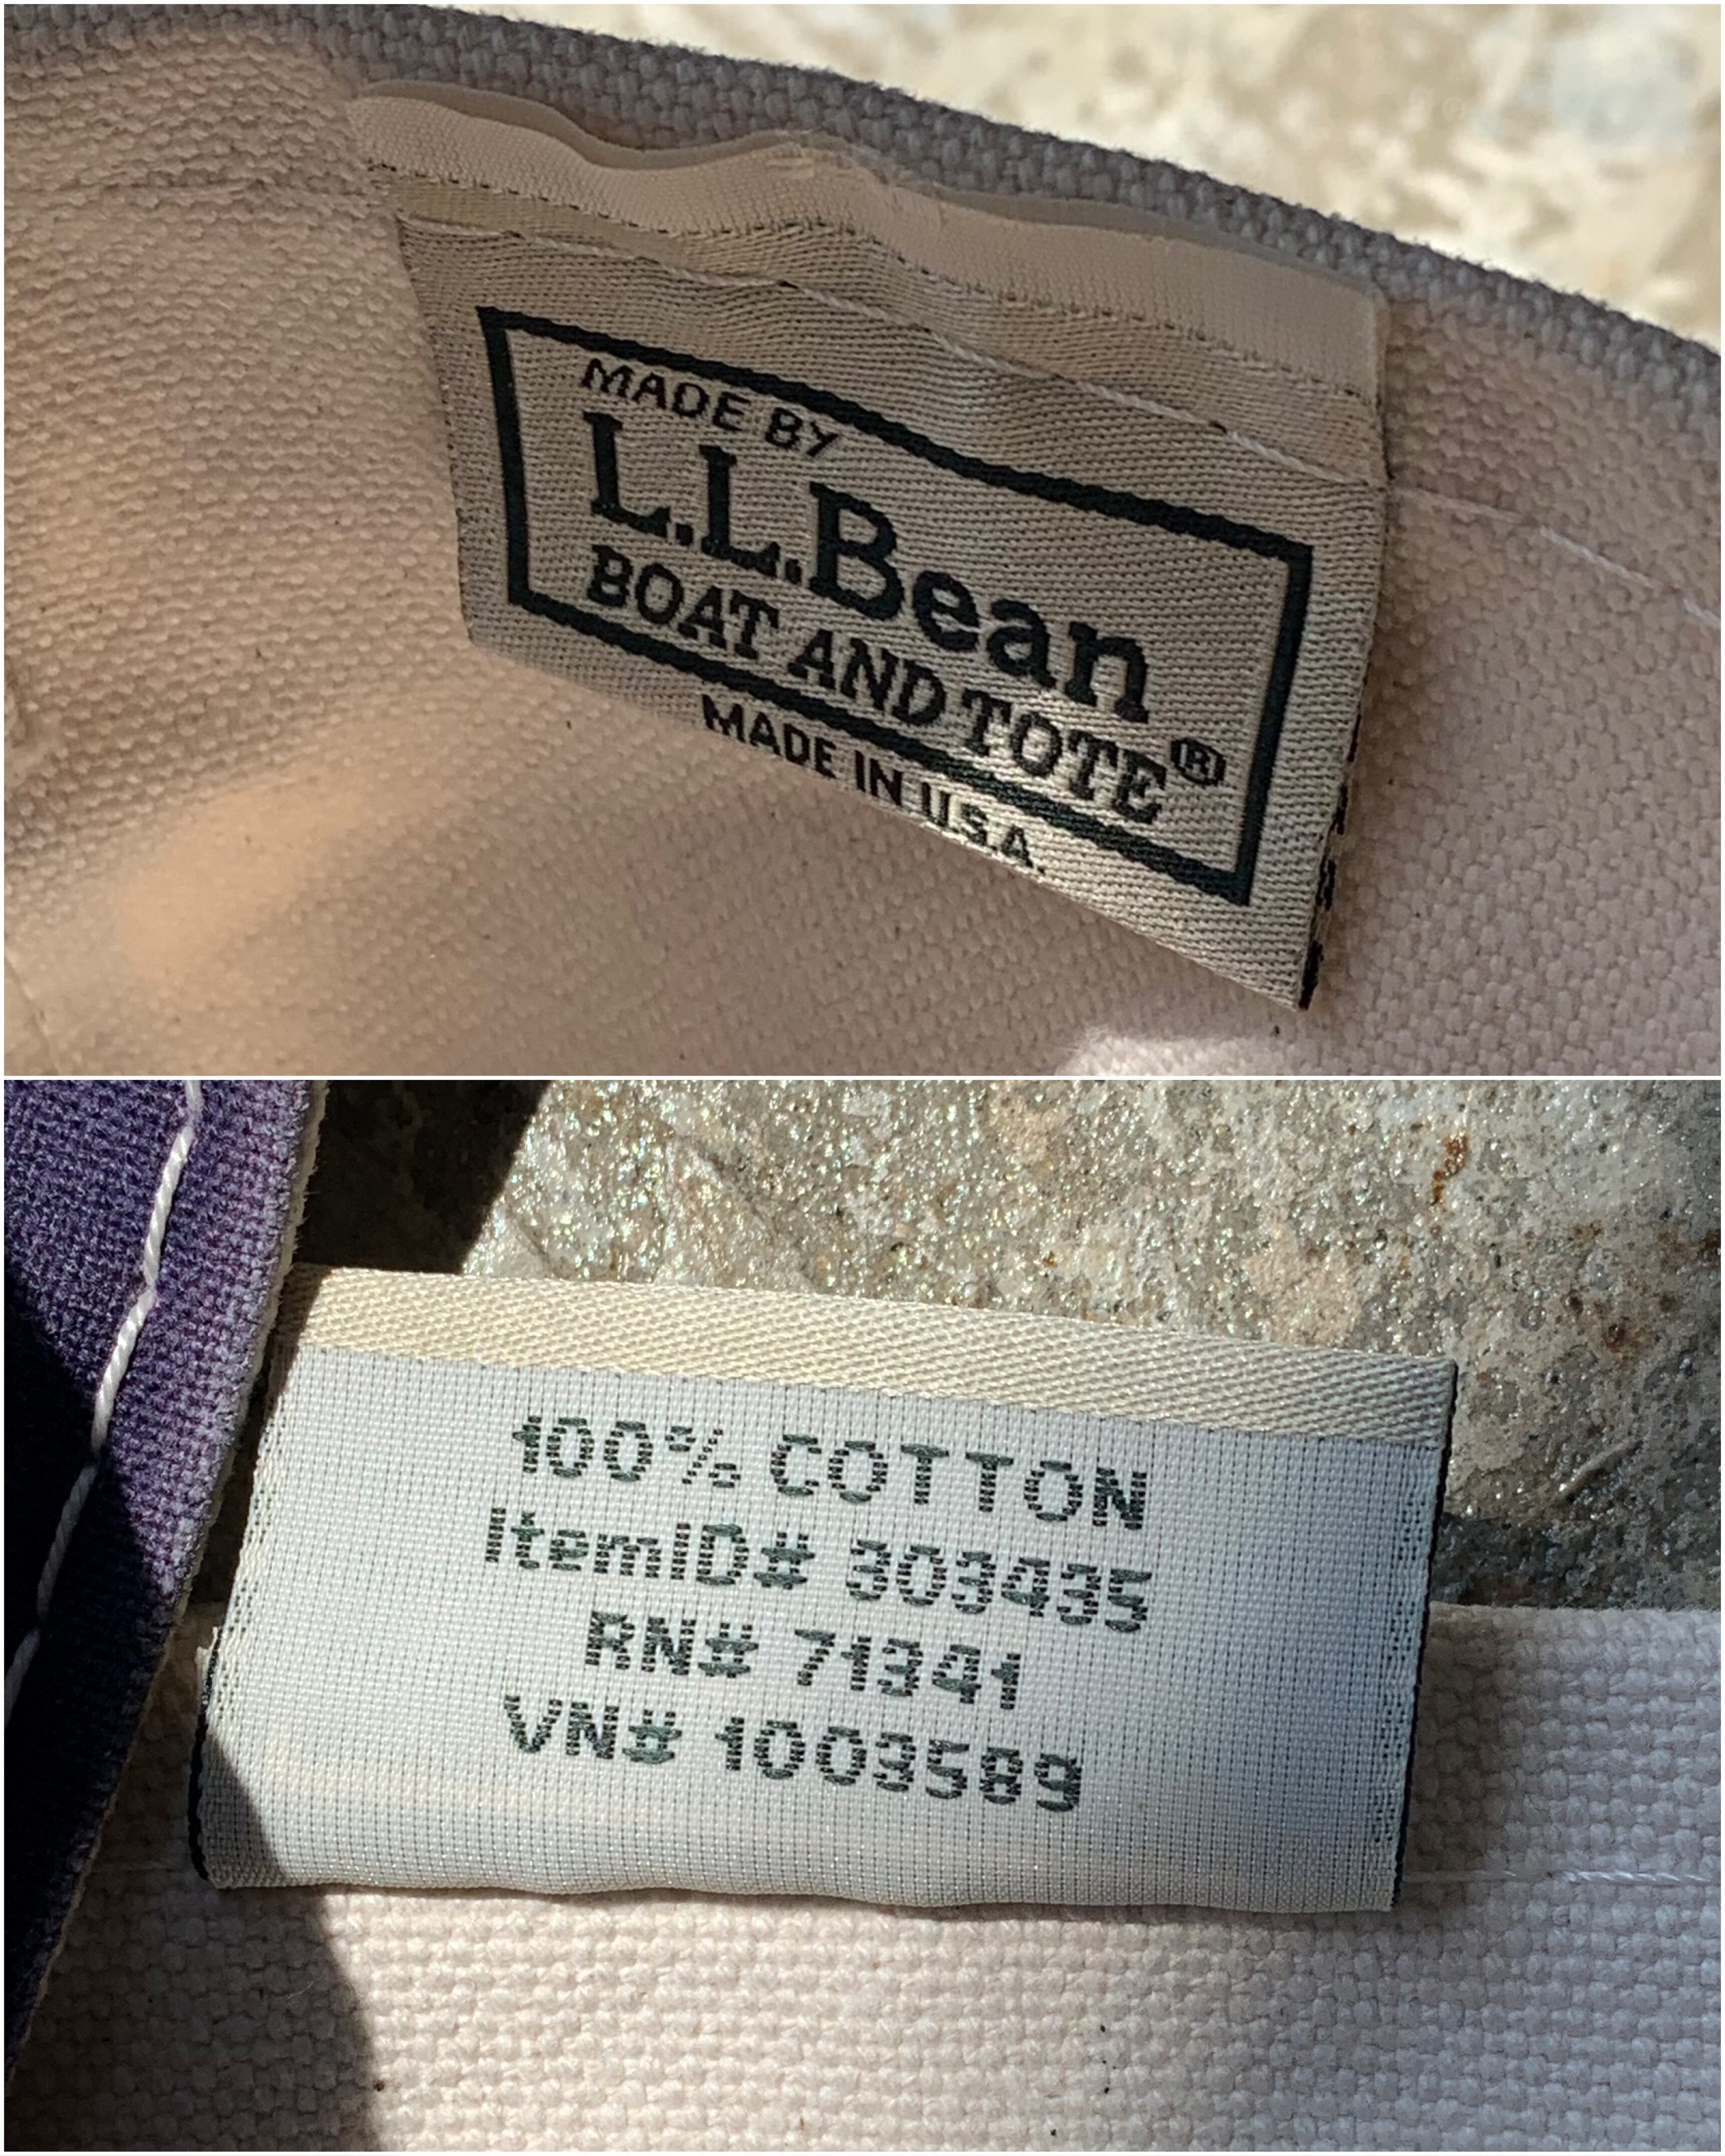 MADE BY
L.L.Bean
BOAT AND TOTE®
MADE IN U.S.A.
100% COTTON
ItemID# 303435
RN# 71341
VN# 1003589